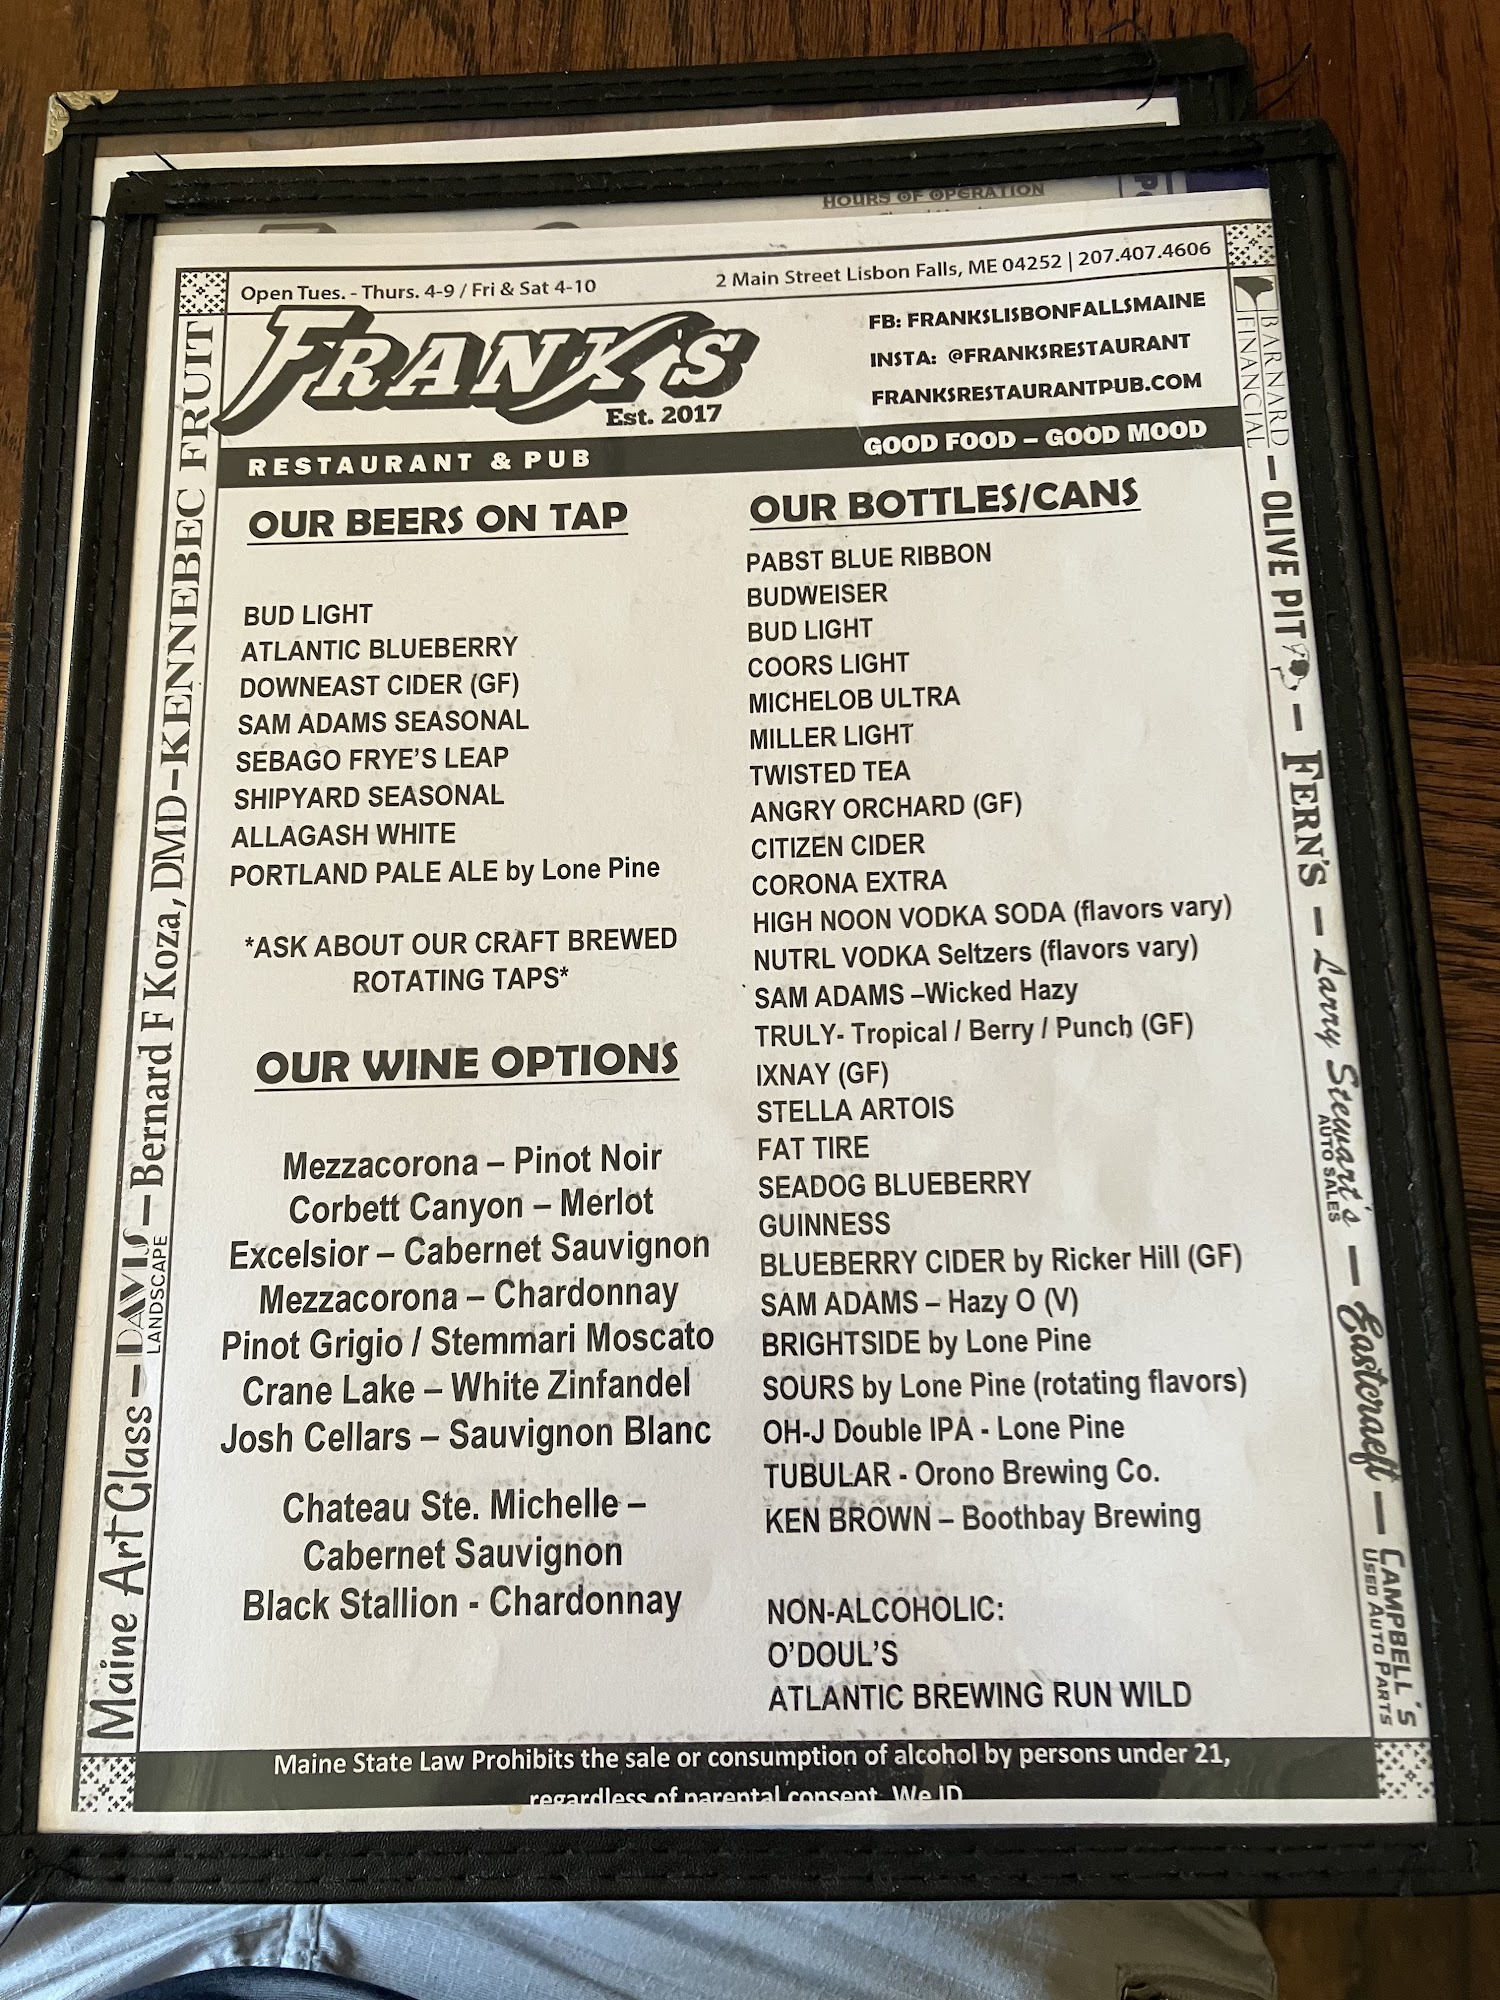 HOURS OF OPERATION
Open Tues. - Thurs. 4-9 / Fri & Sat 4-10
2 Main Street Lisbon Falls, ME 04252 | 207.407.4606
FRANK'S
Est. 2017
FB: FRANKSLISBONFALLSMAINE
INSTA: @FRANKSRESTAURANT
FRANKSRESTAURANTPUB.COM
RESTAURANT & PUB
GOOD FOOD – GOOD MOOD
OUR BEERS ON TAP
BUD LIGHT
ATLANTIC BLUEBERRY
DOWNEAST CIDER (GF)
SAM ADAMS SEASONAL
SEBAGO FRYE'S LEAP
SHIPYARD SEASONAL
ALLAGASH WHITE
PORTLAND PALE ALE by Lone Pine
*ASK ABOUT OUR CRAFT BREWED
ROTATING TAPS*
OUR WINE OPTIONS
Mezzacorona – Pinot Noir
Corbett Canyon – Merlot
Excelsior – Cabernet Sauvignon
Mezzacorona – Chardonnay
Pinot Grigio / Stemmari Moscato
Crane Lake – White Zinfandel
Josh Cellars – Sauvignon Blanc
Chateau Ste. Michelle –
Cabernet Sauvignon
Black Stallion - Chardonnay
OUR BOTTLES/CANS
PABST BLUE RIBBON
BUDWEISER
BUD LIGHT
COORS LIGHT
MICHELOB ULTRA
MILLER LIGHT
TWISTED TEA
ANGRY ORCHARD (GF)
CITIZEN CIDER
CORONA EXTRA
HIGH NOON VODKA SODA (flavors vary)
NUTRL VODKA Seltzers (flavors vary)
SAM ADAMS –Wicked Hazy
TRULY- Tropical / Berry / Punch (GF)
IXNAY (GF)
STELLA ARTOIS
FAT TIRE
SEADOG BLUEBERRY
GUINNESS
BLUEBERRY CIDER by Ricker Hill (GF)
SAM ADAMS – Hazy O (V)
BRIGHTSIDE by Lone Pine
SOURS by Lone Pine (rotating flavors)
OH-J Double IPA - Lone Pine
TUBULAR - Orono Brewing Co.
KEN BROWN – Boothbay Brewing
NON-ALCOHOLIC:
O'DOUL'S
ATLANTIC BREWING RUN WILD
Maine State Law Prohibits the sale or consumption of alcohol by persons under 21,
regardless of parental consent. We ID
Maine Art Glass – DAVIS LANDSCAPE – Bernard F Koza, DMD–KENNEBEC FRUIT
BARNARD FINANCIAL – OLIVE PIT – FERN'S – Larry Stewart's AUTO SALES – Eastcraft – CAMPBELL'S USED AUTO PARTS